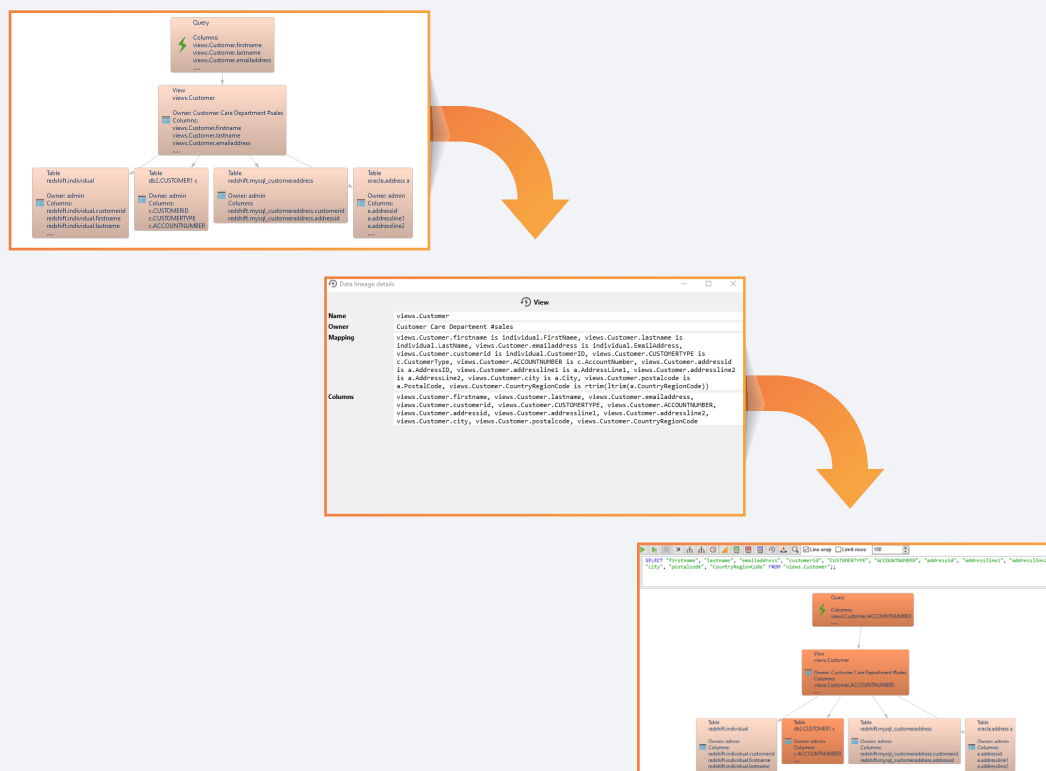 Query
Columns:
views.Customer.firstname
views.Customer.lastname
views.Customer.emailaddress
....
View
views.Customer
Owner: Customer Care Department #sales
Columns:
views.Customer.firstname
views.Customer.lastname
views.Customer.emailaddress
....
Table
redshift.individual
Owner: admin
Columns:
redshift.individual.customerid
redshift.individual.firstname
redshift.individual.lastname
....
Table
db2.CUSTOMER1 c
Owner: admin
Columns:
c.CUSTOMERID
c.CUSTOMERTYPE
c.ACCOUNTNUMBER
Table
redshift.mysql_customeraddress
Owner: admin
Columns:
redshift.mysql_customeraddress.customerid
redshift.mysql_customeraddress.addressid
Table
oracle.address a
Owner: admin
Columns:
a.addressid
a.addressline1
a.addressline2
....
Data lineage details
View
Name views.Customer
Owner Customer Care Department #sales
Mapping views.Customer.firstname is individual.FirstName, views.Customer.lastname is
individual.LastName, views.Customer.emailaddress is individual.EmailAddress,
views.Customer.customerid is individual.CustomerID, views.Customer.CUSTOMERTYPE is
c.CustomerType, views.Customer.ACCOUNTNUMBER is c.AccountNumber, views.Customer.addressid
is a.AddressID, views.Customer.addressline1 is a.AddressLine1, views.Customer.addressline2
is a.AddressLine2, views.Customer.city is a.City, views.Customer.postalcode is
a.PostalCode, views.Customer.CountryRegionCode is rtrim(ltrim(a.CountryRegionCode))
Columns views.Customer.firstname, views.Customer.lastname, views.Customer.emailaddress,
views.Customer.customerid, views.Customer.CUSTOMERTYPE, views.Customer.ACCOUNTNUMBER,
views.Customer.addressid, views.Customer.addressline1, views.Customer.addressline2,
views.Customer.city, views.Customer.postalcode, views.Customer.CountryRegionCode
Line wrap Limit rows: 100
SELECT "firstname", "lastname", "emailaddress", "customerid", "CUSTOMERTYPE", "ACCOUNTNUMBER", "addressid", "addressline1", "addressline2
"city", "postalcode", "CountryRegionCode" FROM "views.Customer";;
Query
Columns:
views.Customer.ACCOUNTNUMBER
....
View
views.Customer
Owner: Customer Care Department #sales
Columns:
views.Customer.ACCOUNTNUMBER
....
Table
redshift.individual
Owner: admin
Columns:
redshift.individual.customerid
redshift.individual.firstname
redshift.individual.lastname
Table
db2.CUSTOMER1 c
Owner: admin
Columns:
c.ACCOUNTNUMBER
....
Table
redshift.mysql_customeraddress
Owner: admin
Columns:
redshift.mysql_customeraddress.customerid
redshift.mysql_customeraddress.addressid
Table
oracle.address a
Owner: admin
Columns:
a.addressid
a.addressline1
a.addressline2